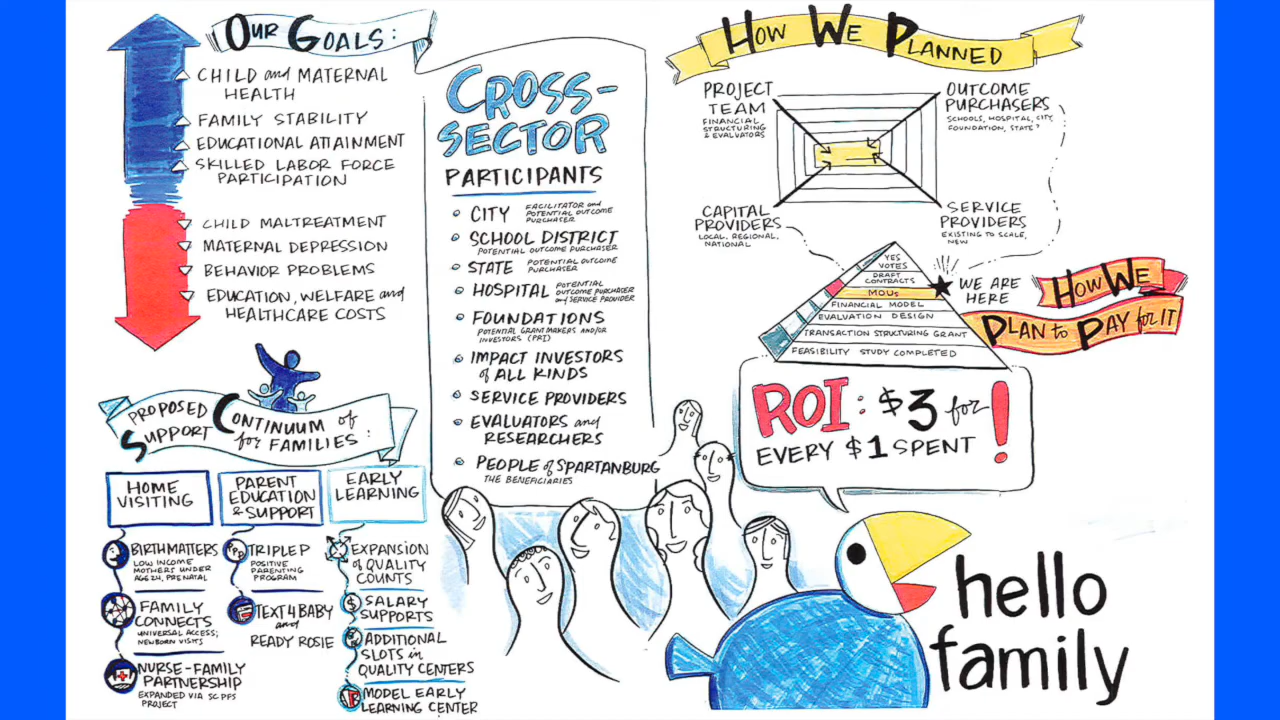 OUR GOALS:
CHILD and MATERNAL
HEALTH
FAMILY STABILITY
EDUCATIONAL ATTAINMENT
SKILLED LABOR FORCE
PARTICIPATION
CHILD MALTREATMENT
MATERNAL DEPRESSION
BEHAVIOR PROBLEMS
EDUCATION, WELFARE and
HEALTHCARE COSTS
PROPOSED
SUPPORT
CONTINUUM of
for FAMILIES:
HOME
VISITING
BIRTHMATTERS
LOW INCOME
MOTHERS UNDER
AGE 24, PRENATAL
FAMILY
CONNECTS
UNIVERSAL ACCESS;
NEWBORN VISITS
NURSE-FAMILY
PARTNERSHIP
EXPANDED VIA SC PFS
PROJECT
PARENT
EDUCATION
& SUPPORT
PPP
TRIPLE P
POSITIVE
PARENTING
PROGRAM
TEXT 4 BABY
and
READY ROSIE
EARLY
LEARNING
EXPANSION
of QUALITY
COUNTS
$
SALARY
SUPPORTS
ADDITIONAL
SLOTS in
QUALITY CENTERS
MODEL EARLY
LEARNING CENTER
CROSS-
SECTOR
PARTICIPANTS
CITY FACILITATOR and
POTENTIAL OUTCOME
PURCHASER
SCHOOL DISTRICT
POTENTIAL OUTCOME PURCHASER
STATE POTENTIAL OUTCOME
PURCHASER
HOSPITAL POTENTIAL
OUTCOME PURCHASER
and SERVICE PROVIDER
FOUNDATIONS
POTENTIAL GRANTMAKERS AND/OR
INVESTORS (PRI)
IMPACT INVESTORS
of ALL KINDS
SERVICE PROVIDERS
EVALUATORS and
RESEARCHERS
PEOPLE of SPARTANBURG
THE BENEFICIARIES
HOW WE PLANNED
PROJECT
TEAM
FINANCIAL
STRUCTURING
& EVALUATORS
OUTCOME
PURCHASERS
SCHOOLS, HOSPITAL, CITY,
FOUNDATION, STATE?
CAPITAL
PROVIDERS
LOCAL, REGIONAL,
NATIONAL
SERVICE
PROVIDERS
EXISTING TO SCALE,
NEW
YES
VOTES
DRAFT
CONTRACTS
MOUs
FINANCIAL MODEL
EVALUATION DESIGN
TRANSACTION STRUCTURING GRANT
FEASIBILITY STUDY COMPLETED
WE ARE
HERE
HOW WE
PLAN to PAY for IT
ROI: $3 for
EVERY $1 SPENT !
hello
family